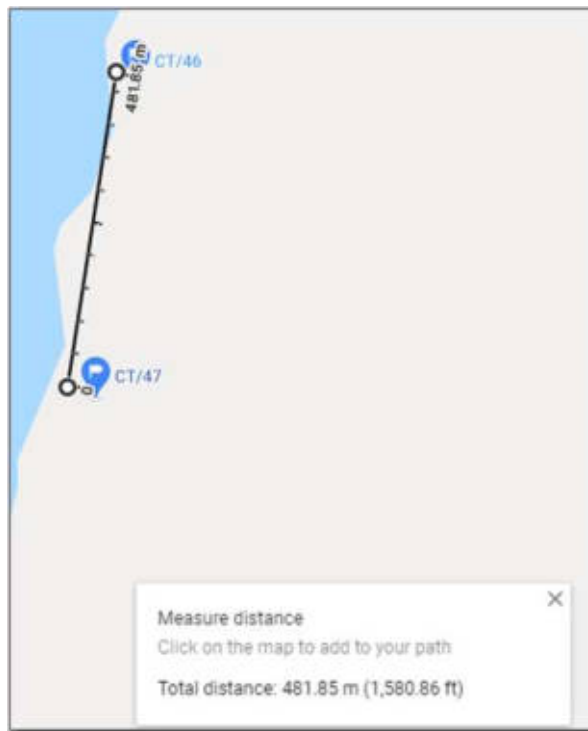 CT/46
481.85 m
CT/47
0
Measure distance
Click on the map to add to your path
Total distance: 481.85 m (1,580.86 ft)